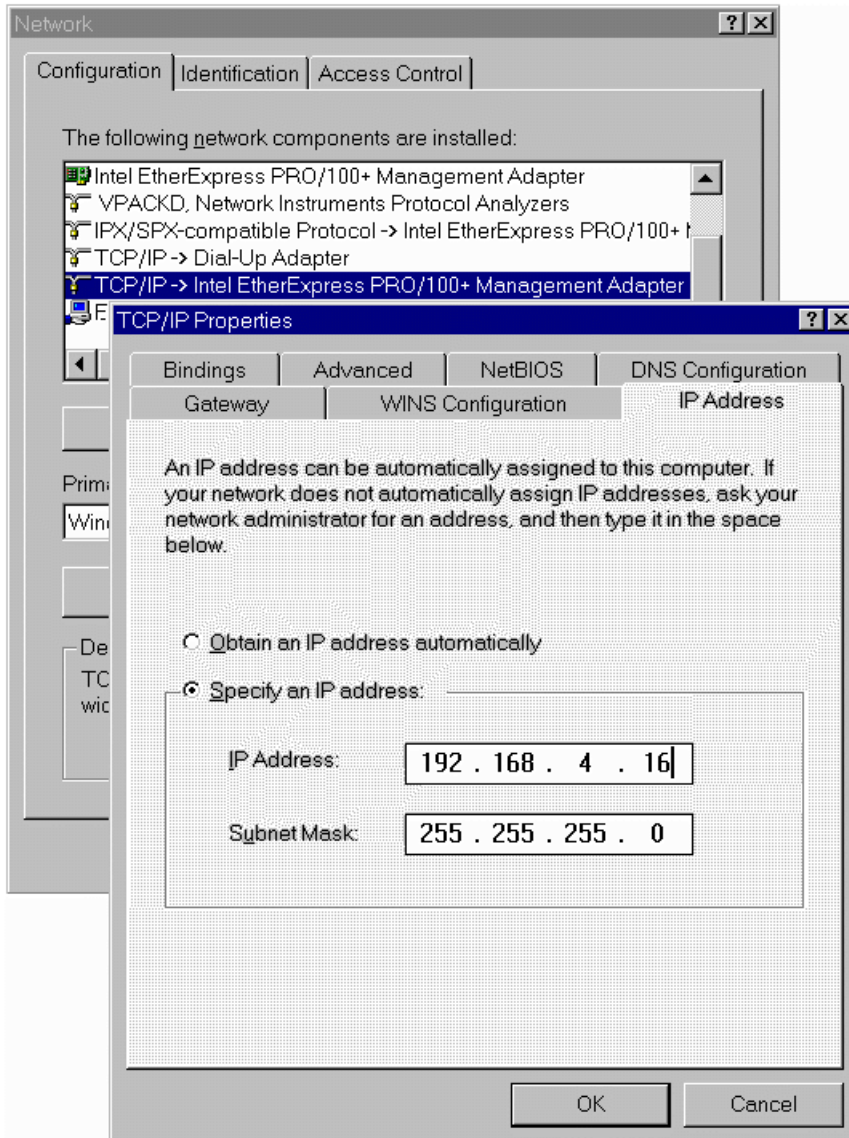 Network
Configuration Identification Access Control
The following network components are installed:
Intel EtherExpress PRO/100+ Management Adapter
VPACKD, Network Instruments Protocol Analyzers
IPX/SPX-compatible Protocol -> Intel EtherExpress PRO/100+
TCP/IP -> Dial-Up Adapter
TCP/IP -> Intel EtherExpress PRO/100+ Management Adapter
TCP/IP Properties
Bindings Advanced NetBIOS DNS Configuration
Gateway WINS Configuration IP Address
An IP address can be automatically assigned to this computer. If
your network does not automatically assign IP addresses, ask your
network administrator for an address, and then type it in the space
below.
Obtain an IP address automatically
Specify an IP address:
IP Address: 192 . 168 . 4 . 16
Subnet Mask: 255 . 255 . 255 . 0
OK Cancel